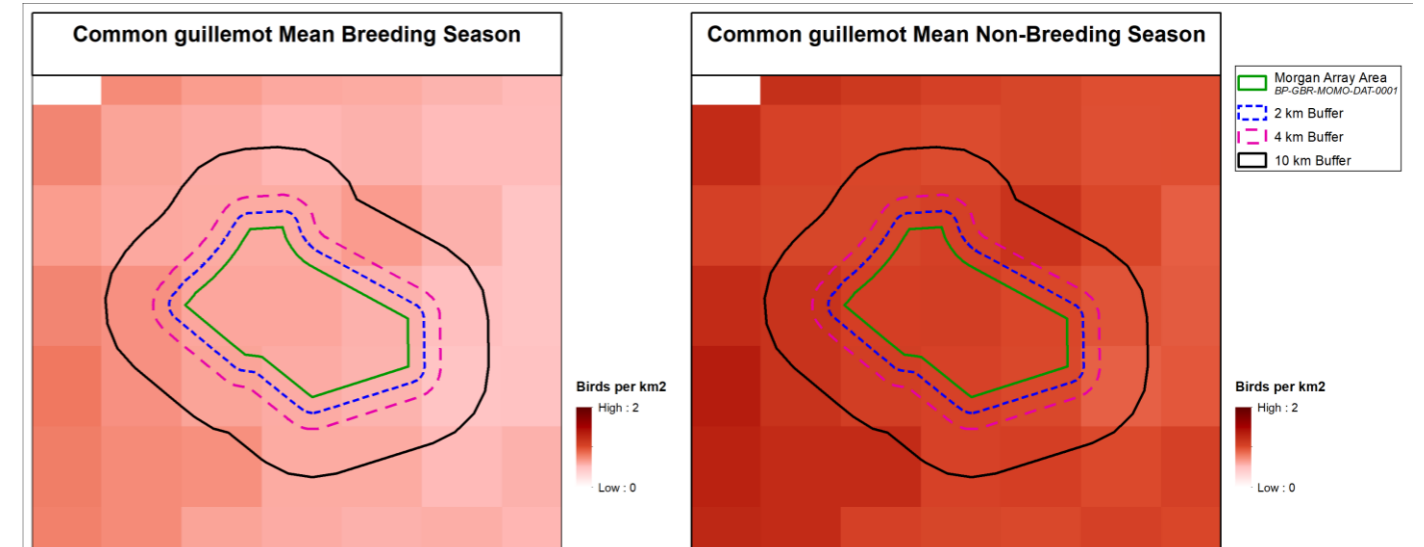 Common guillemot Mean Breeding Season
Common guillemot Mean Non-Breeding Season
Morgan Array Area
BP-GBR-MOMO-DAT-0001
2 km Buffer
4 km Buffer
10 km Buffer
Birds per km2
High : 2
Low : 0
Birds per km2
High : 2
Low : 0